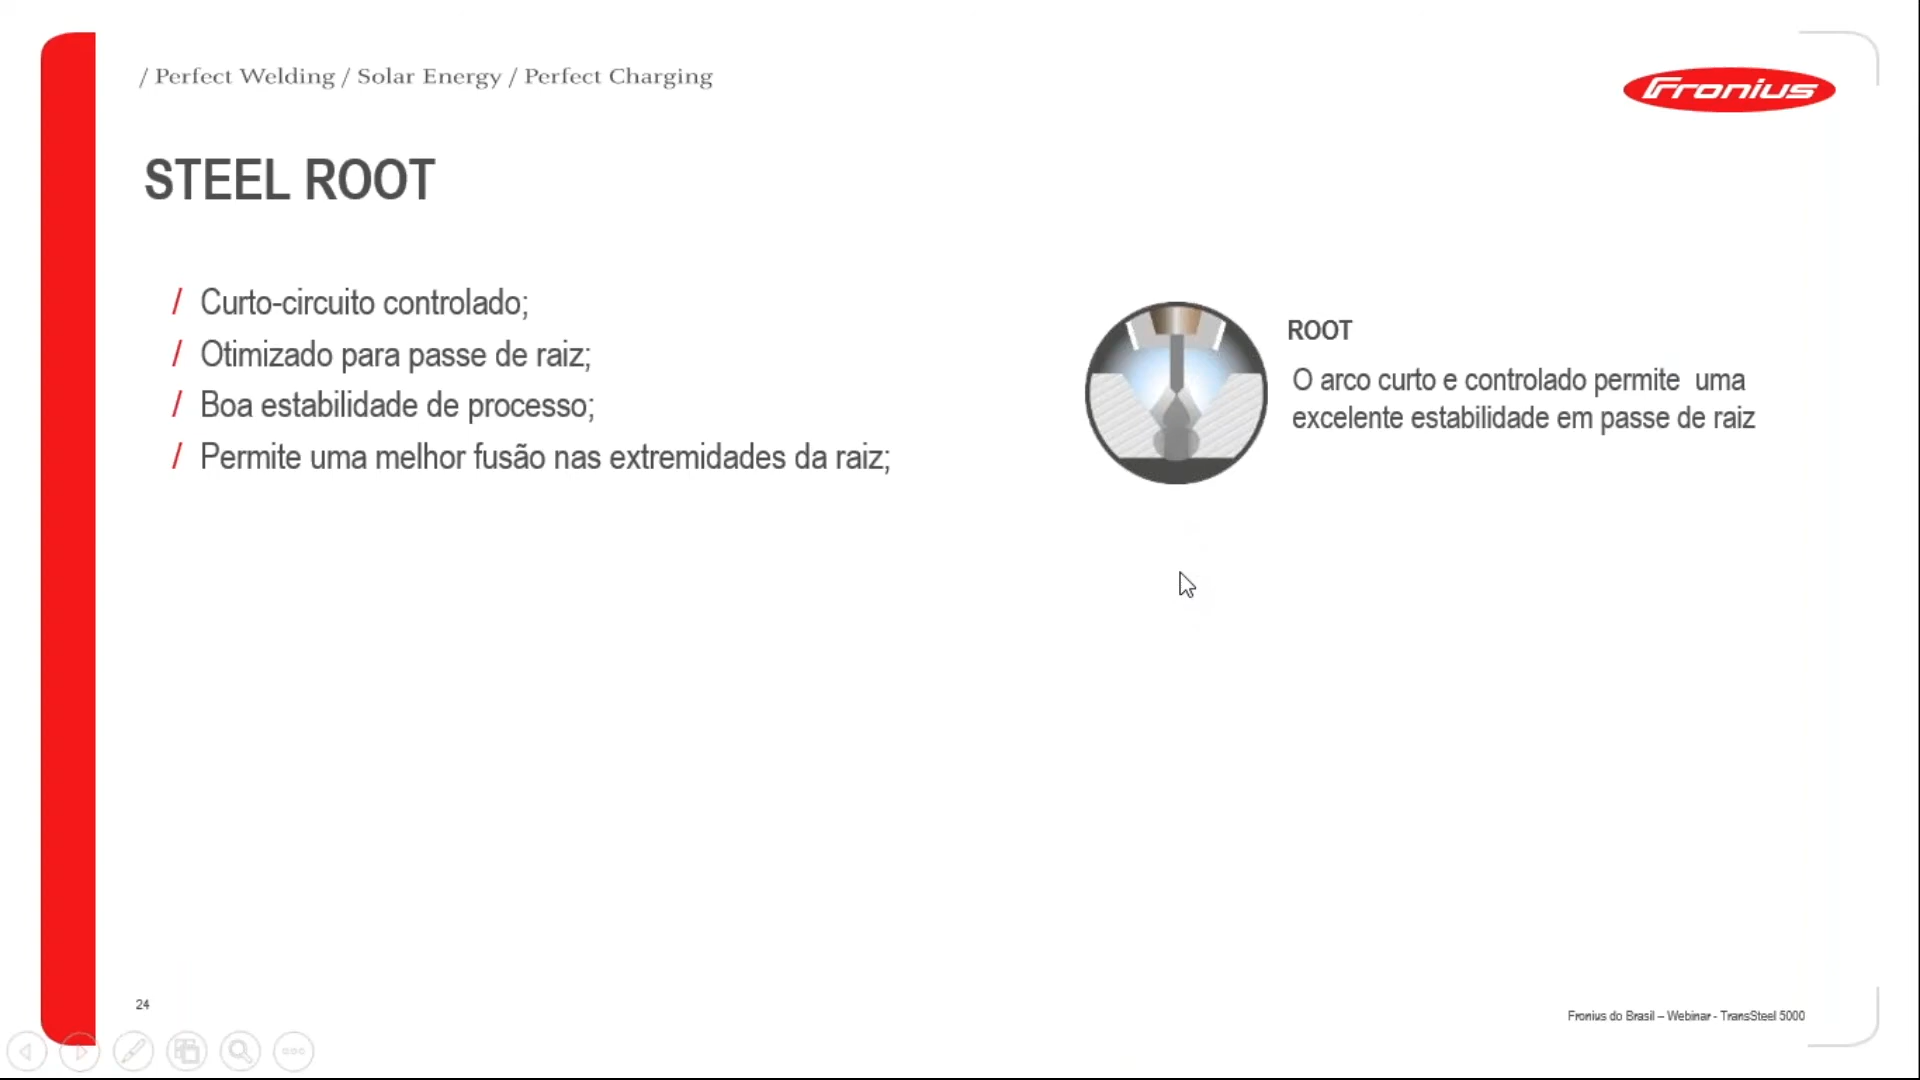 / Perfect Welding / Solar Energy / Perfect Charging
Fronius
STEEL ROOT
/ Curto-circuito controlado;
/ Otimizado para passe de raiz;
/ Boa estabilidade de processo;
/ Permite uma melhor fusão nas extremidades da raiz;
ROOT
O arco curto e controlado permite uma
excelente estabilidade em passe de raiz
24
Fronius do Brasil – Webinar - TransSteel 5000